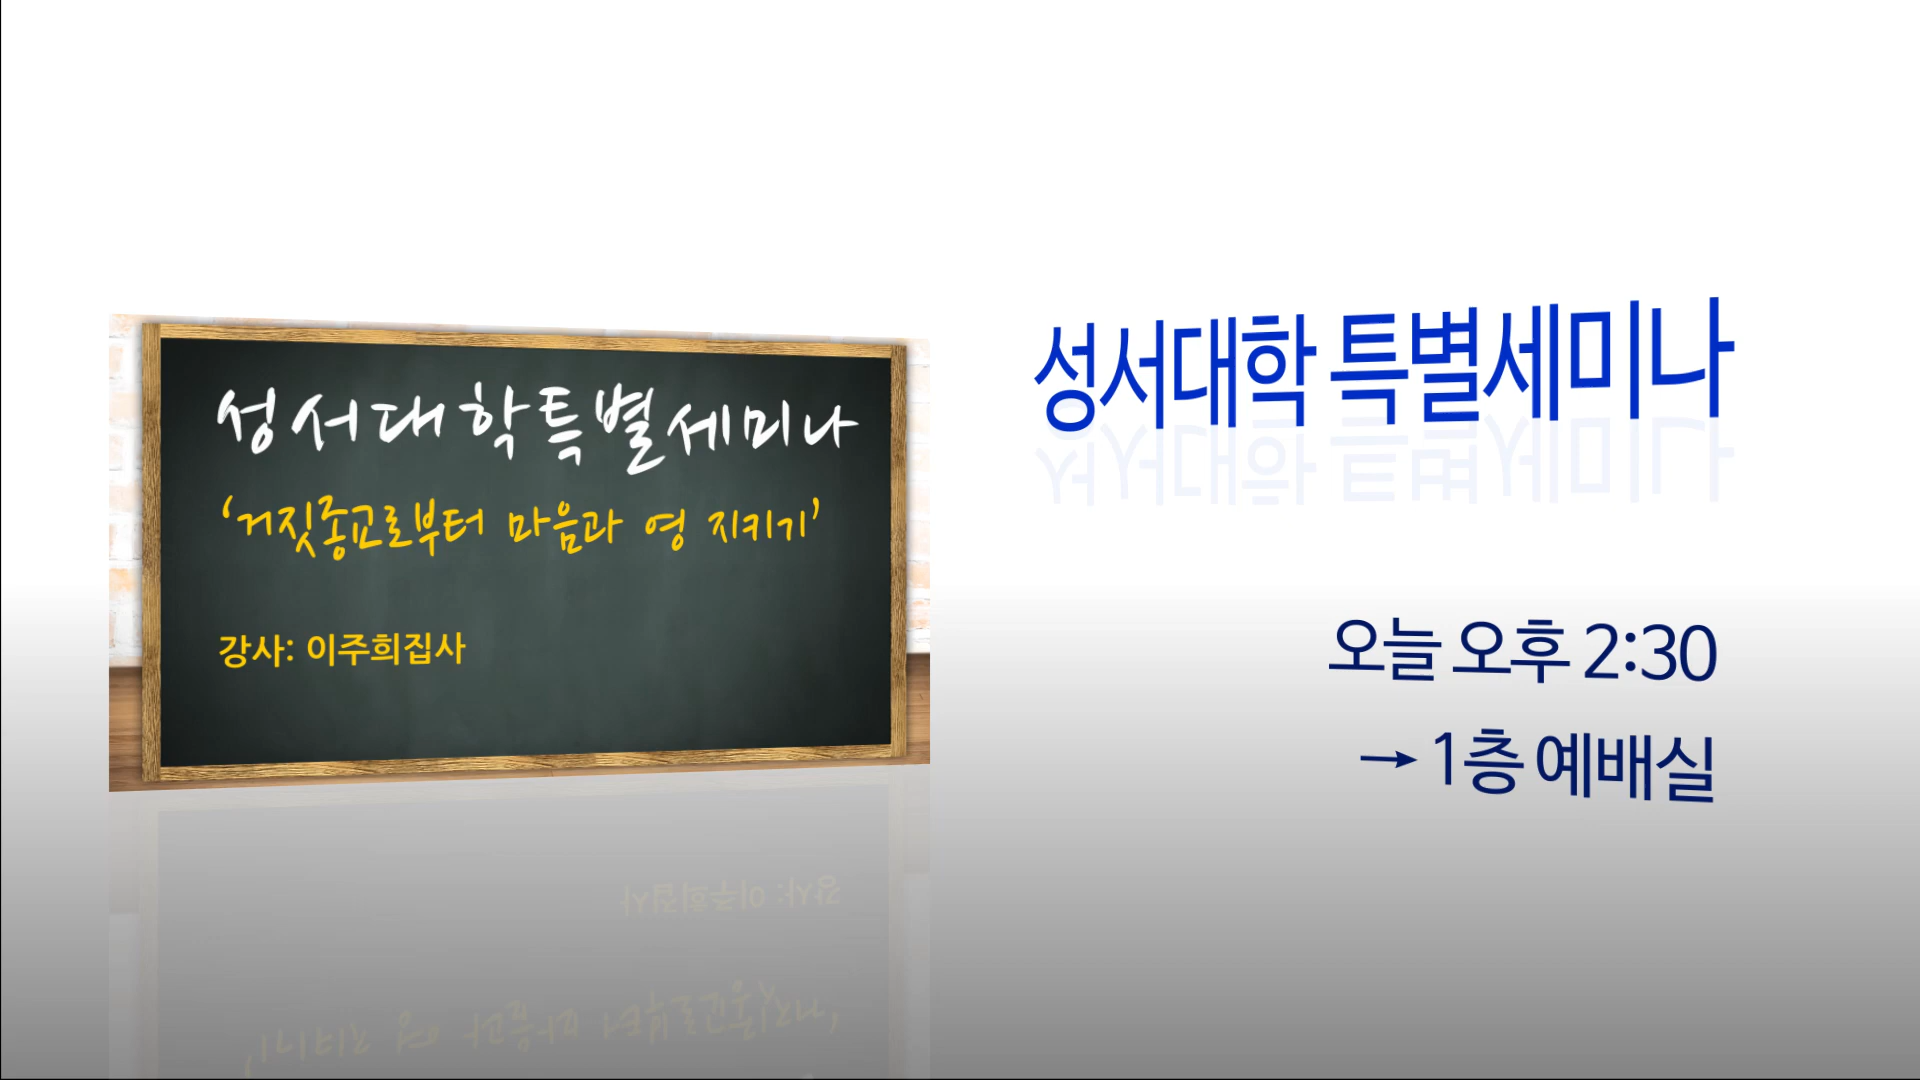 성서대학특별세미나
‘거짓종교로부터 마음과 영 지키기’
강사: 이주희집사
성서대학 특별세미나
오늘 오후 2:30
→ 1층 예배실